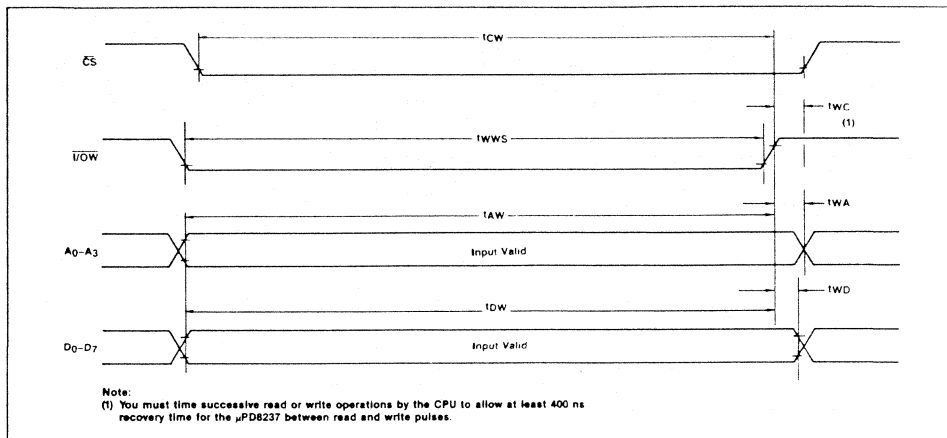 tCW
CS
tWC
(1)
tWWS
I/OW
tWA
tAW
A0-A3
Input Valid
tWD
tDW
D0-D7
Input Valid
Note:
(1) You must time successive read or write operations by the CPU to allow at least 400 ns
recovery time for the µPD8237 between read and write pulses.